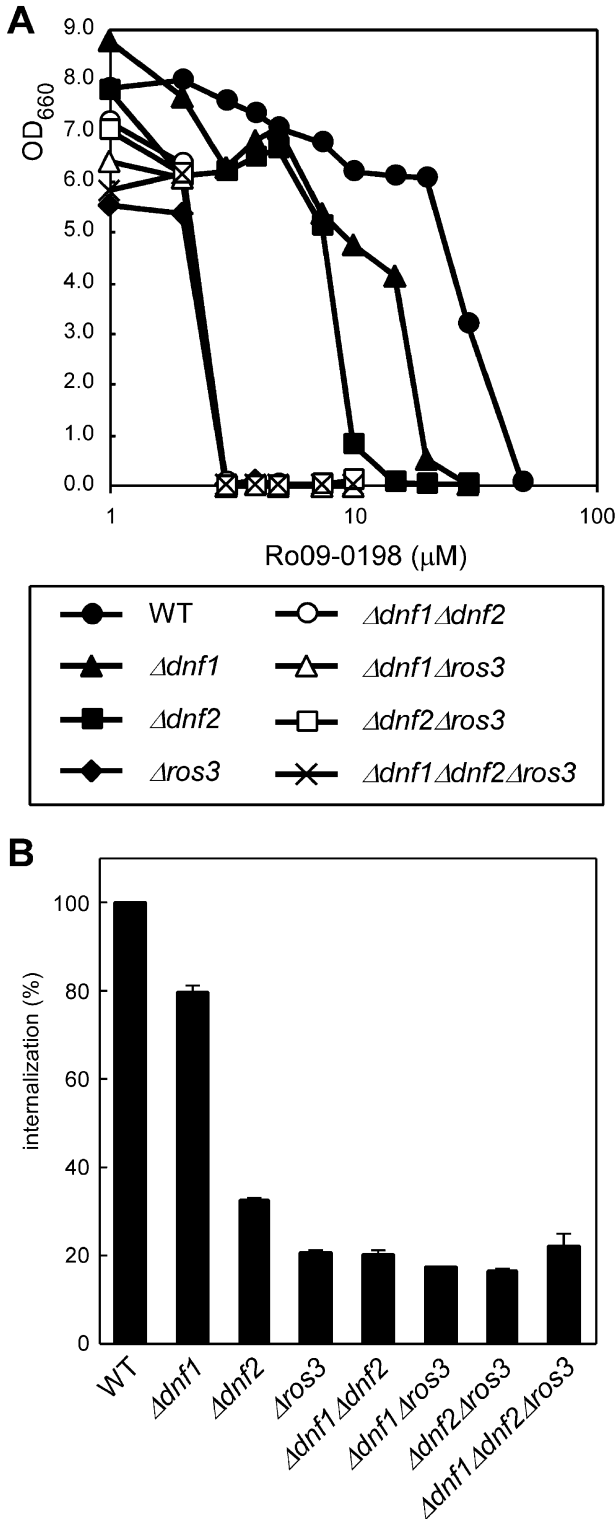 A
OD660
9.0
8.0
7.0
6.0
5.0
4.0
3.0
2.0
1.0
0.0
1 10 100
Ro09-0198 (μM)
WT Δdnf1Δdnf2
Δdnf1 Δdnf1Δros3
Δdnf2 Δdnf2Δros3
Δros3 Δdnf1Δdnf2Δros3
B
internalization (%)
100
80
60
40
20
0
WT
Δdnf1
Δdnf2
Δros3
Δdnf1Δdnf2
Δdnf1Δros3
Δdnf2Δros3
Δdnf1Δdnf2Δros3